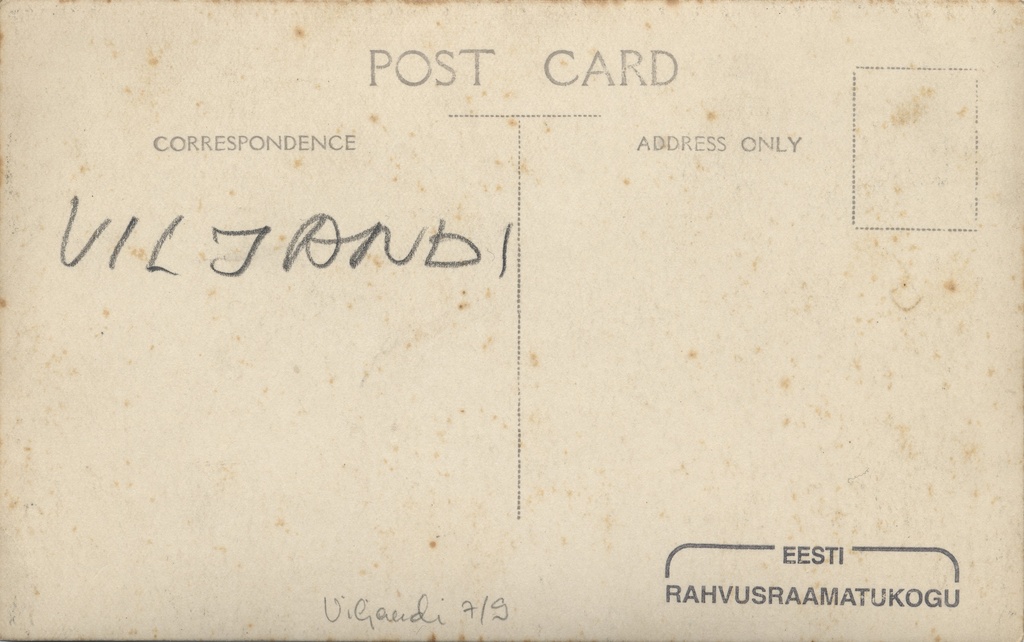 POST CARD
CORRESPONDENCE
ADDRESS ONLY
VILJANDI
EESTI
RAHVUSRAAMATUKOGU
Viljandi 7/9